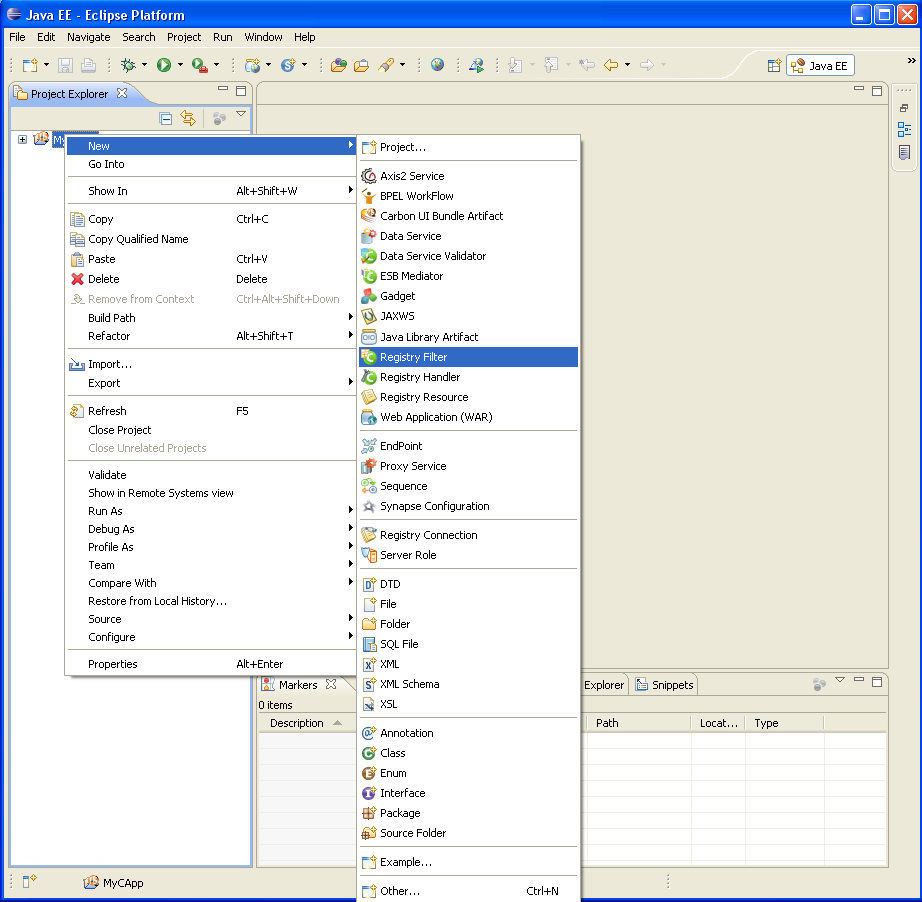 Java EE - Eclipse Platform
File Edit Navigate Search Project Run Window Help
Java EE
Project Explorer
New
Go Into
Show In Alt+Shift+W
Copy Ctrl+C
Copy Qualified Name
Paste Ctrl+V
Delete Delete
Remove from Context Ctrl+Alt+Shift+Down
Build Path
Refactor Alt+Shift+T
Import...
Export
Refresh F5
Close Project
Close Unrelated Projects
Validate
Show in Remote Systems view
Run As
Debug As
Profile As
Team
Compare With
Restore from Local History...
Source
Configure
Properties Alt+Enter
Project...
Axis2 Service
BPEL WorkFlow
Carbon UI Bundle Artifact
Data Service
Data Service Validator
ESB Mediator
Gadget
JAXWS
Java Library Artifact
Registry Filter
Registry Handler
Registry Resource
Web Application (WAR)
EndPoint
Proxy Service
Sequence
Synapse Configuration
Registry Connection
Server Role
DTD
File
Folder
SQL File
XML
XML Schema
XSL
Annotation
Class
Enum
Interface
Package
Source Folder
Example...
Other... Ctrl+N
Markers Explorer Snippets
0 items
Description Path Locat... Type
MyCApp